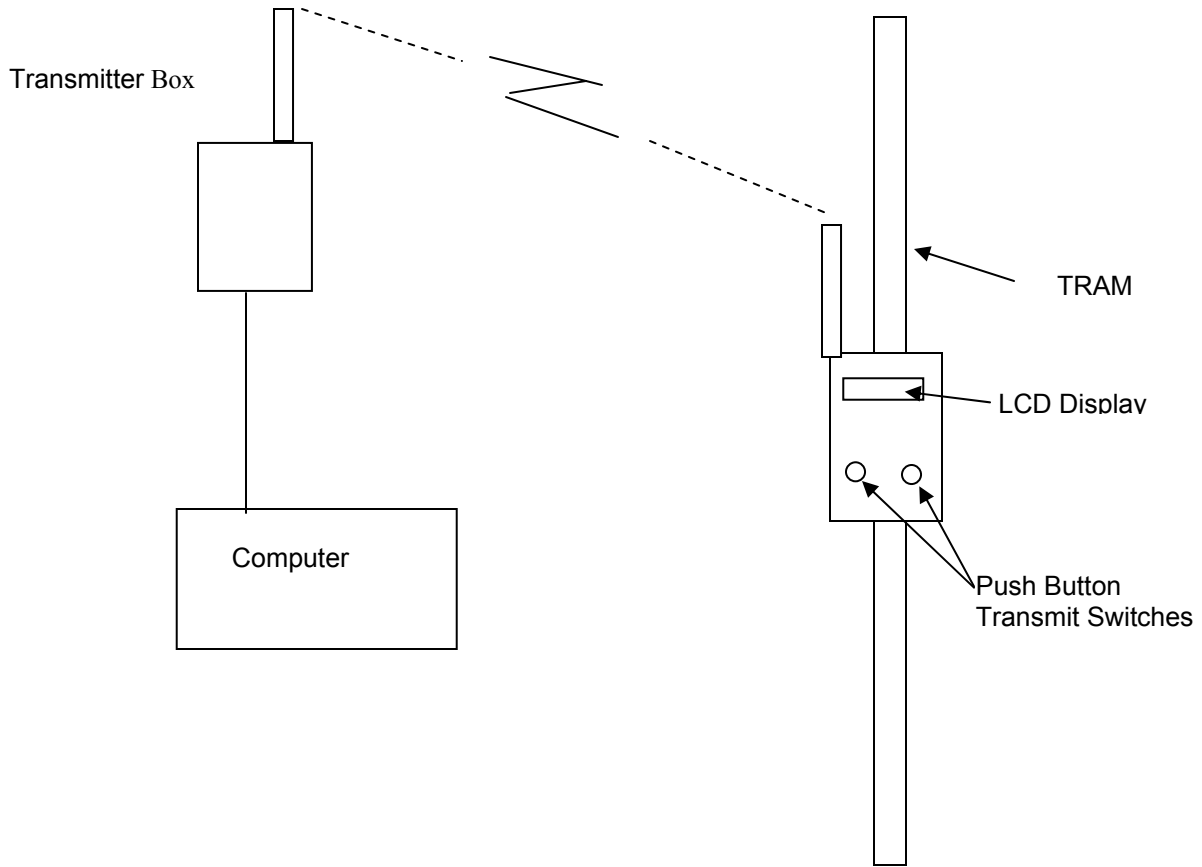 Transmitter Box
TRAM
LCD Display
Computer
Push Button
Transmit Switches